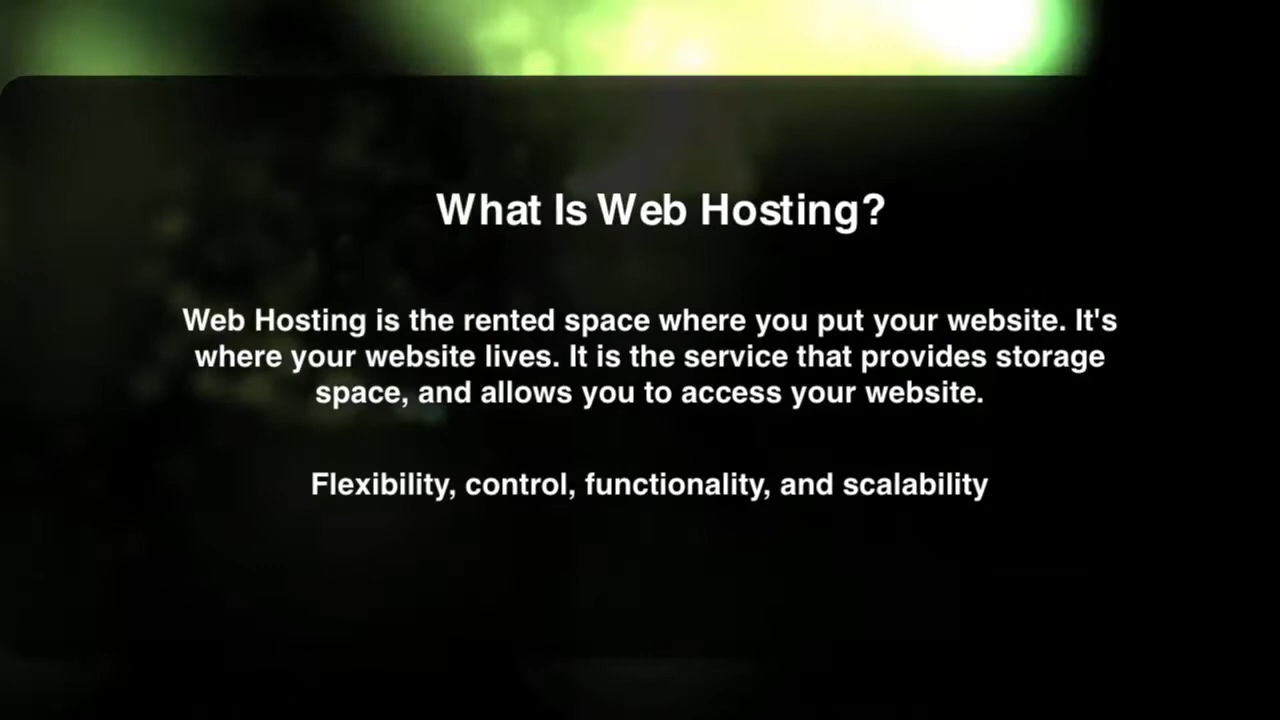 What Is Web Hosting?
Web Hosting is the rented space where you put your website. It's
where your website lives. It is the service that provides storage
space, and allows you to access your website.
Flexibility, control, functionality, and scalability